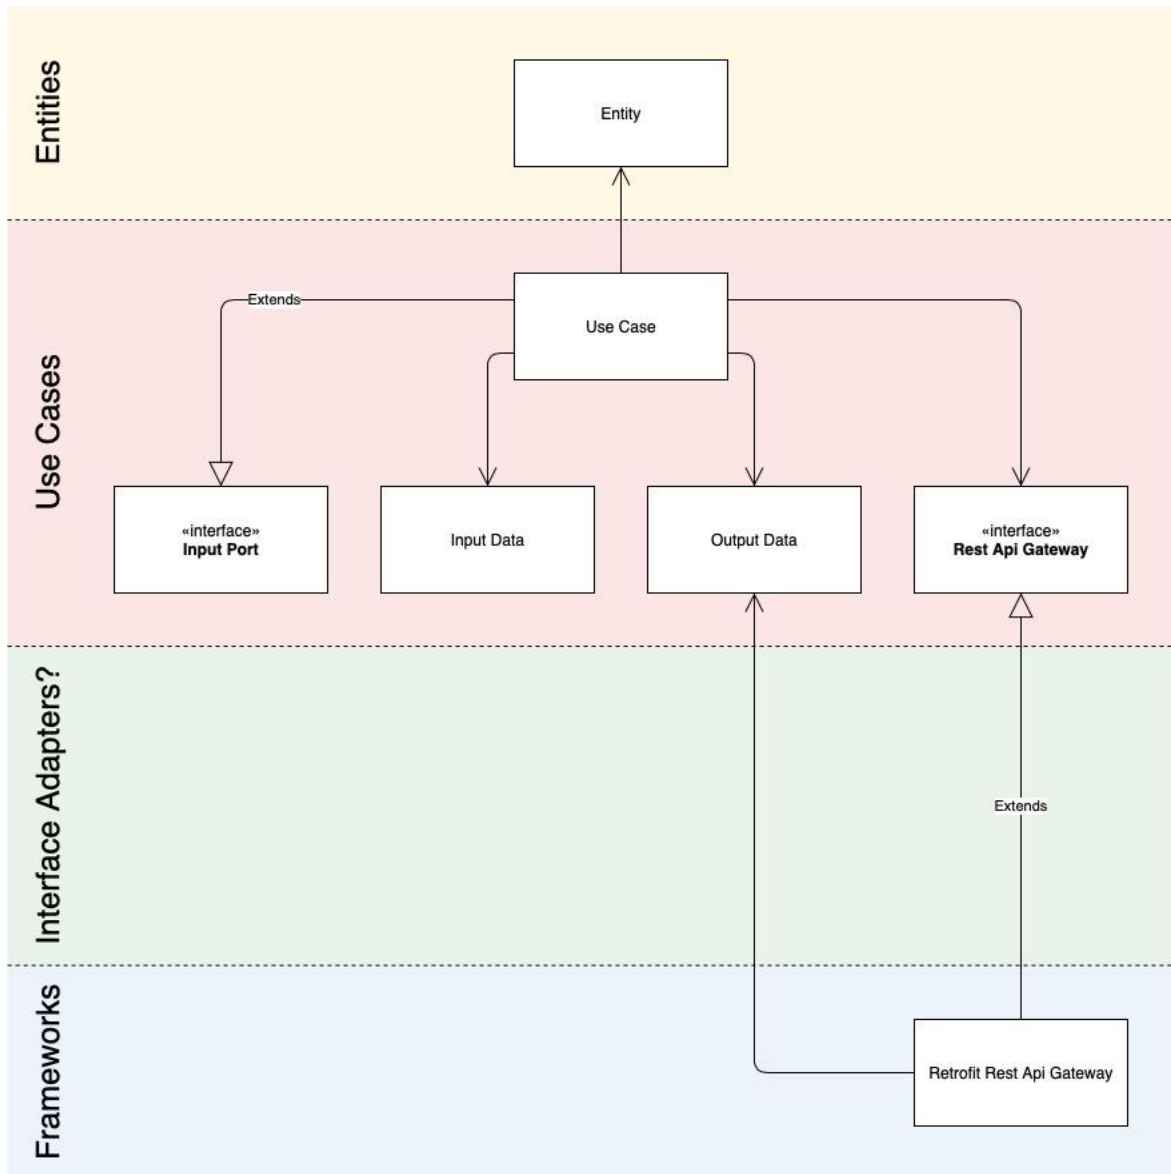 Entities
Entity
Use Cases
Extends
Use Case
«interface»
Input Port
Input Data
Output Data
«interface»
Rest Api Gateway
Interface Adapters?
Extends
Frameworks
Retrofit Rest Api Gateway